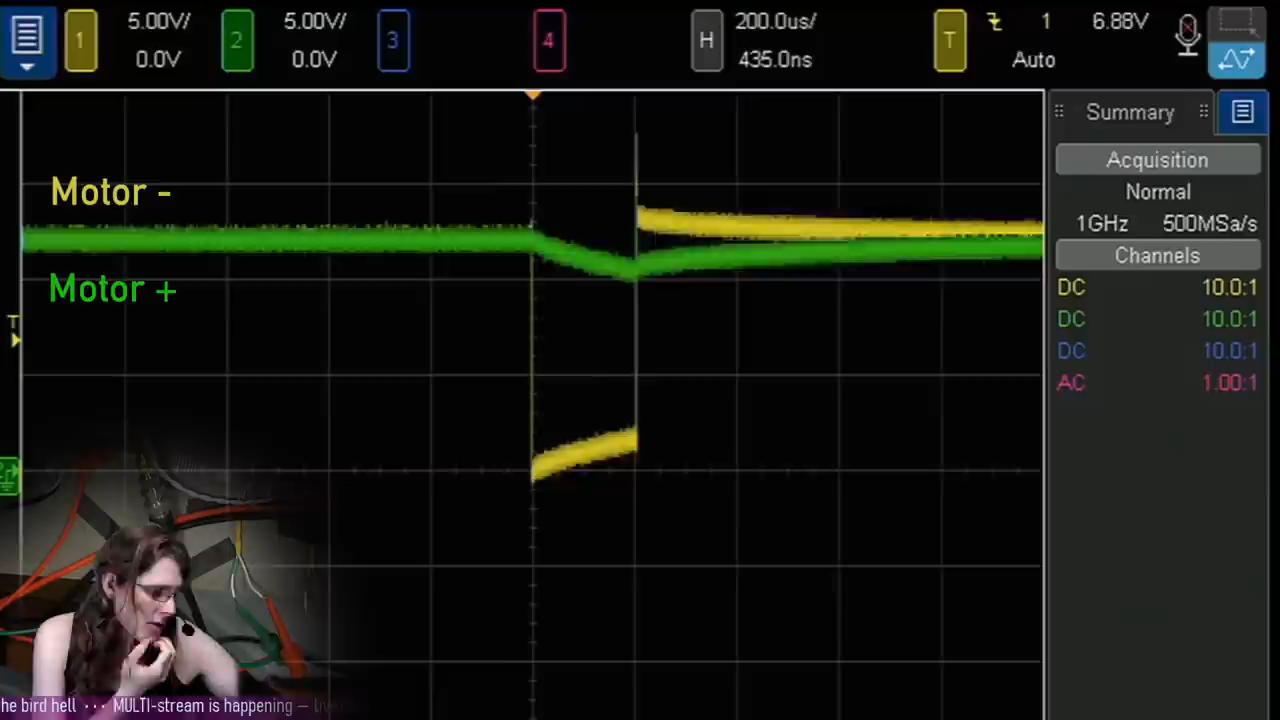 1 5.00V/ 2 5.00V/ 3 4 H 200.0us/ T 1 6.88V
0.0V 0.0V 435.0ns Auto
Summary
Acquisition
Normal
1GHz 500MSa/s
Channels
DC 10.0:1
DC 10.0:1
DC 10.0:1
AC 1.00:1
Motor -
Motor +
T
he bird hell ··· MULTI-stream is happening —